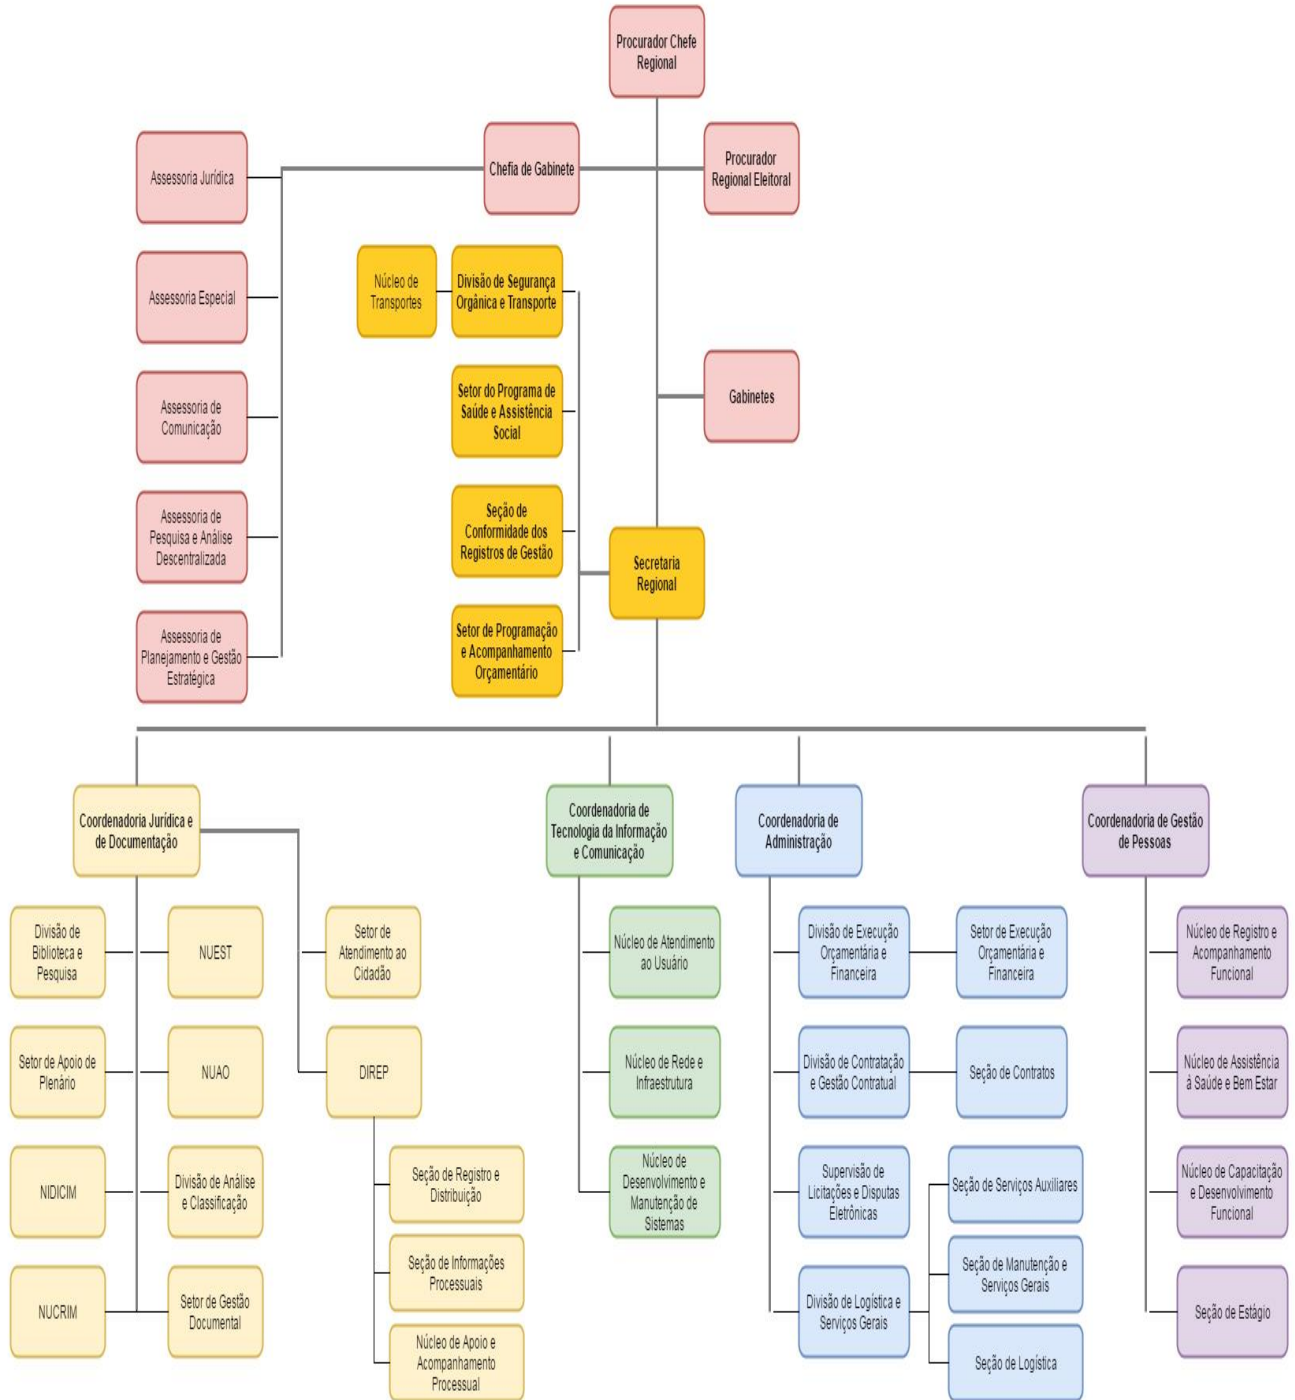 Procurador Chefe
Regional
Chefia de Gabinete
Procurador
Regional Eleitoral
Assessoria Jurídica
Assessoria Especial
Assessoria de
Comunicação
Assessoria de
Pesquisa e Análise
Descentralizada
Assessoria de
Planejamento e Gestão
Estratégica
Núcleo de
Transportes
Divisão de Segurança
Orgânica e Transporte
Setor do Programa de
Saúde e Assistência
Social
Seção de
Conformidade dos
Registros de Gestão
Setor de Programação
e Acompanhamento
Orçamentário
Gabinetes
Secretaria
Regional
Coordenadoria Jurídica e
de Documentação
Divisão de
Biblioteca e
Pesquisa
Setor de Apoio de
Plenário
NIDICIM
NUCRIM
NUEST
NUAO
Divisão de Análise
e Classificação
Setor de Gestão
Documental
Setor de
Atendimento ao
Cidadão
DIREP
Seção de Registro e
Distribuição
Seção de Informações
Processuais
Núcleo de Apoio e
Acompanhamento
Processual
Coordenadoria de
Tecnologia da Informação
e Comunicação
Núcleo de Atendimento
ao Usuário
Núcleo de Rede e
Infraestrutura
Núcleo de
Desenvolvimento e
Manutenção de
Sistemas
Coordenadoria de
Administração
Divisão de Execução
Orçamentária e
Financeira
Setor de Execução
Orçamentária e
Financeira
Divisão de Contratação
e Gestão Contratual
Seção de Contratos
Supervisão de
Licitações e Disputas
Eletrônicas
Divisão de Logística e
Serviços Gerais
Seção de Serviços Auxiliares
Seção de Manutenção e
Serviços Gerais
Seção de Logística
Coordenadoria de Gestão
de Pessoas
Núcleo de Registro e
Acompanhamento
Funcional
Núcleo de Assistência
à Saúde e Bem Estar
Núcleo de Capacitação
e Desenvolvimento
Funcional
Seção de Estágio